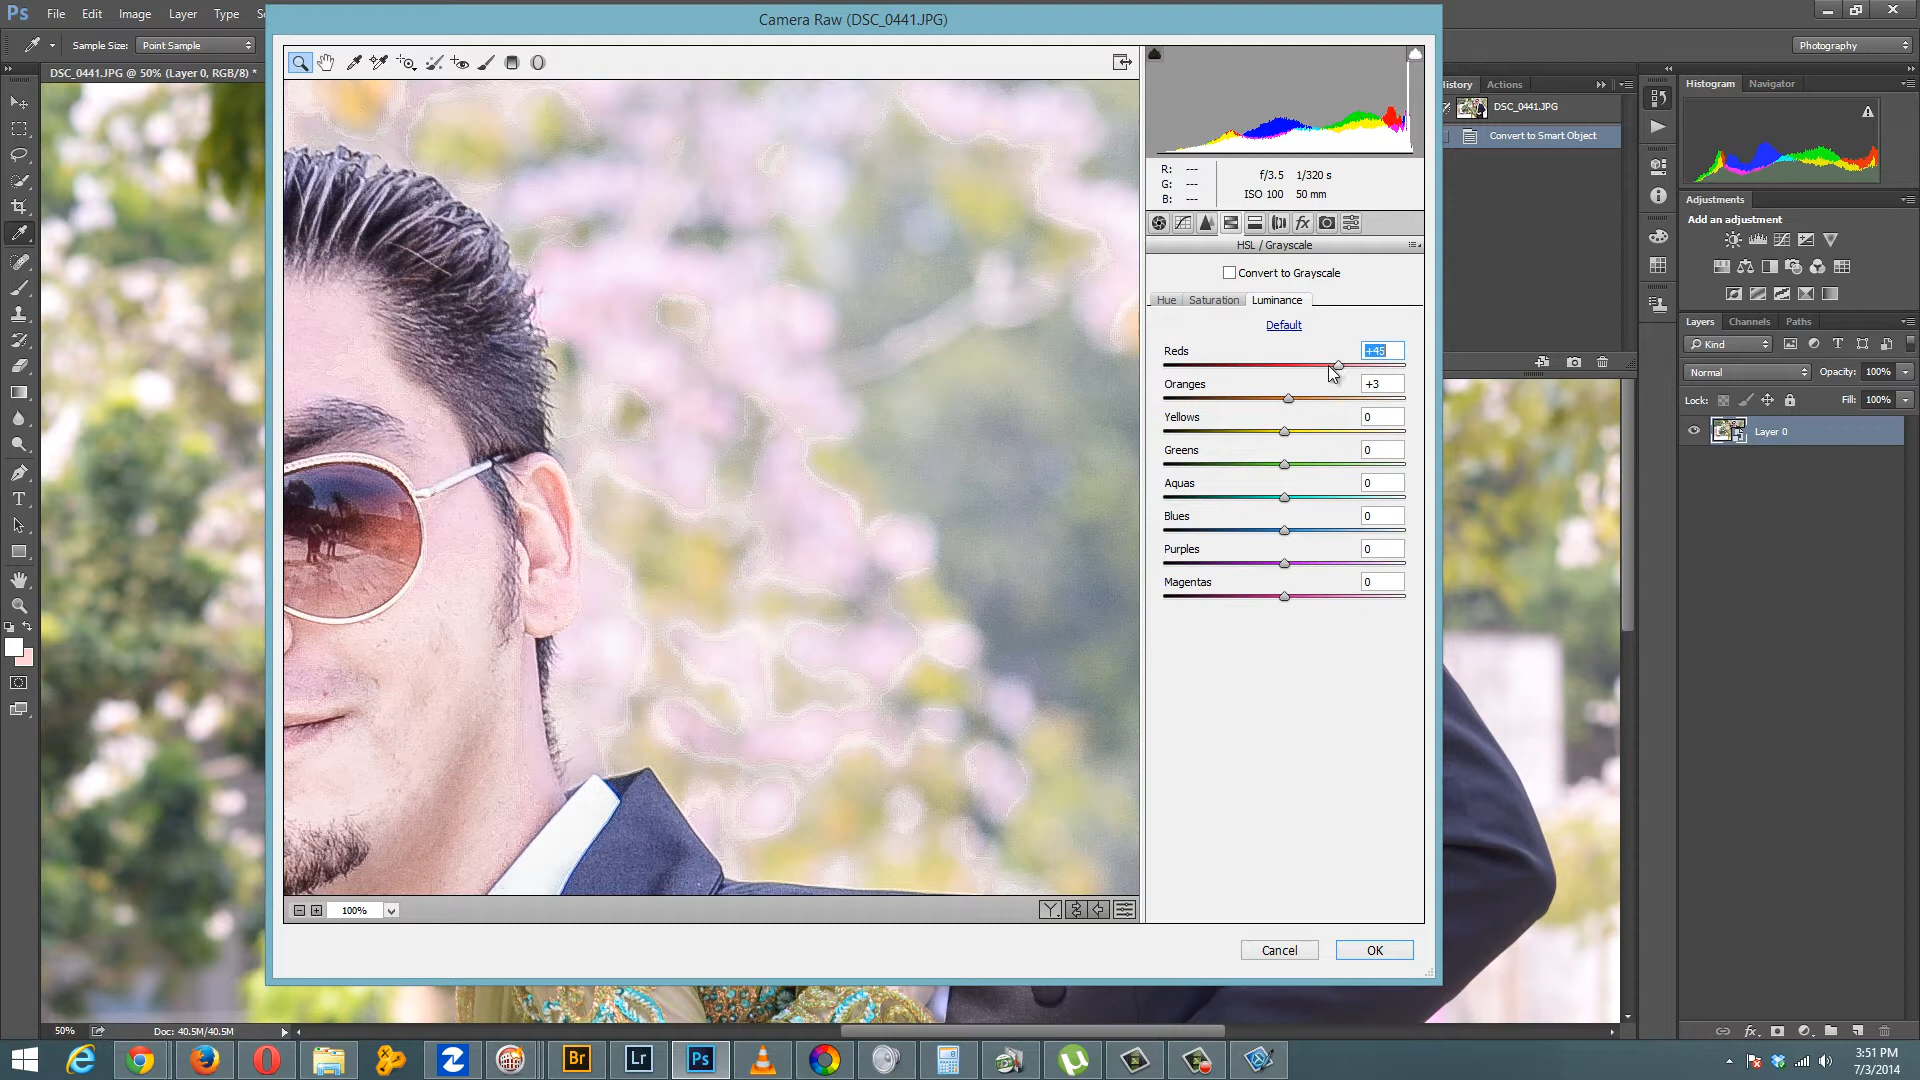 Ps File Edit Image Layer Type
Camera Raw (DSC_0441.JPG)
Sample Size: Point Sample
Photography
DSC_0441.JPG @ 50% (Layer 0, RGB/8) *
History Actions
DSC_0441.JPG
Convert to Smart Object
Histogram Navigator
R: ---
G: ---
B: ---
f/3.5 1/320 s
ISO 100 50 mm
HSL / Grayscale
Convert to Grayscale
Hue Saturation Luminance
Default
Reds +45
Oranges +3
Yellows 0
Greens 0
Aquas 0
Blues 0
Purples 0
Magentas 0
100%
Cancel OK
Adjustments
Add an adjustment
Layers Channels Paths
Kind
Normal Opacity: 100%
Lock: Fill: 100%
Layer 0
50% Doc: 40.5M/40.5M
Br Lr Ps
3:51 PM
7/3/2014